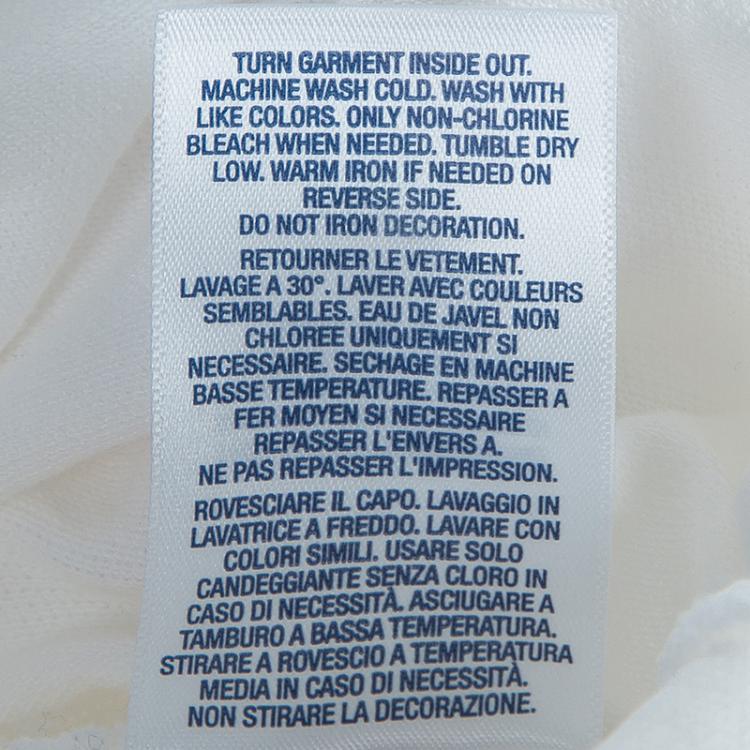 TURN GARMENT INSIDE OUT.
MACHINE WASH COLD. WASH WITH
LIKE COLORS. ONLY NON-CHLORINE
BLEACH WHEN NEEDED. TUMBLE DRY
LOW. WARM IRON IF NEEDED ON
REVERSE SIDE.
DO NOT IRON DECORATION.
RETOURNER LE VETEMENT.
LAVAGE A 30°. LAVER AVEC COULEURS
SEMBLABLES. EAU DE JAVEL NON
CHLOREE UNIQUEMENT SI
NECESSAIRE. SECHAGE EN MACHINE
BASSE TEMPERATURE. REPASSER A
FER MOYEN SI NECESSAIRE
REPASSER L'ENVERS A.
NE PAS REPASSER L'IMPRESSION.
ROVESCIARE IL CAPO. LAVAGGIO IN
LAVATRICE A FREDDO. LAVARE CON
COLORI SIMILI. USARE SOLO
CANDEGGIANTE SENZA CLORO IN
CASO DI NECESSITÀ. ASCIUGARE A
TAMBURO A BASSA TEMPERATURA.
STIRARE A ROVESCIO A TEMPERATURA
MEDIA IN CASO DI NECESSITÀ.
NON STIRARE LA DECORAZIONE.